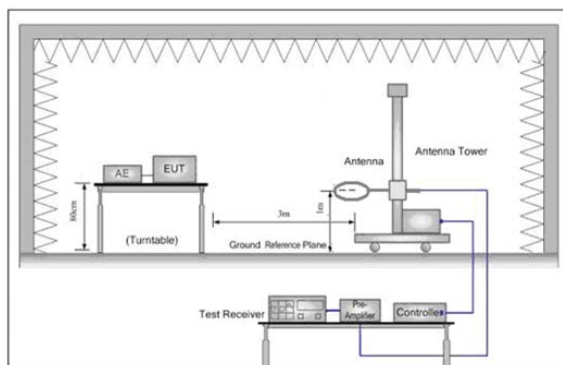 Antenna Tower
Antenna
AE
EUT
80cm
(Turntable)
3m
1m
Ground Reference Plane
Test Receiver
Pre-
Amplifier
Controller